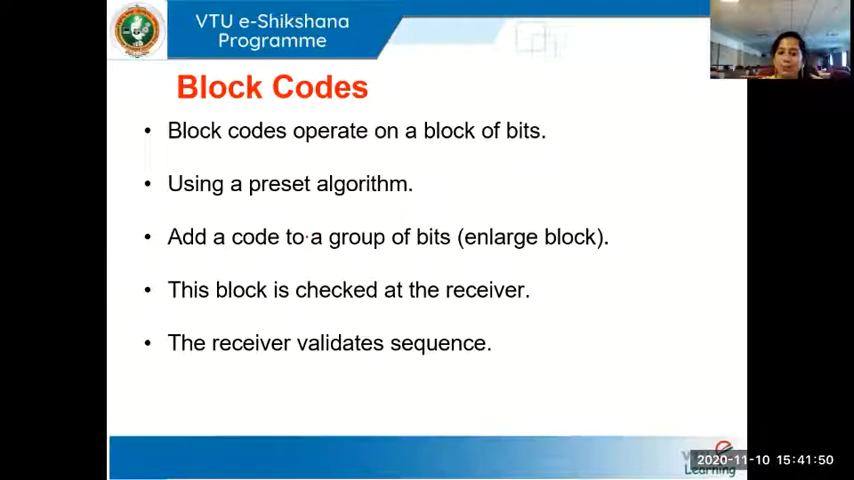 VTU e-Shikshana
Programme
Block Codes
• Block codes operate on a block of bits.
• Using a preset algorithm.
• Add a code to a group of bits (enlarge block).
• This block is checked at the receiver.
• The receiver validates sequence.
2020-11-10 15:41:50
Learning